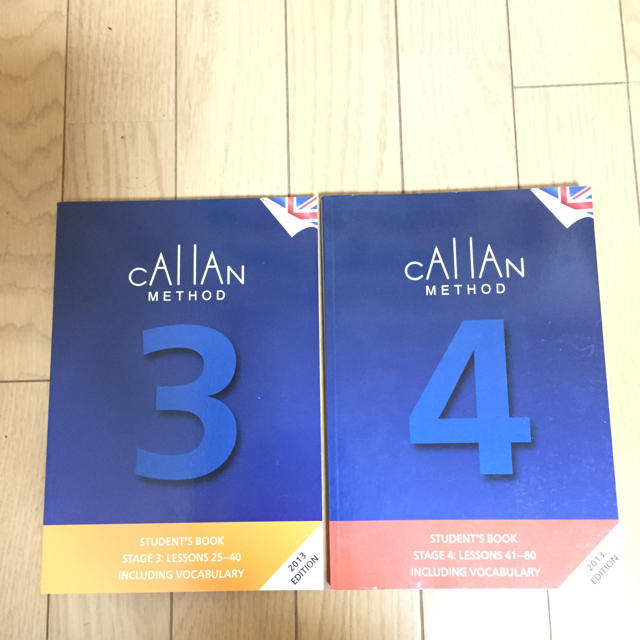 CAllAN
METHOD
3
STUDENT'S BOOK
STAGE 3: LESSONS 25–40
INCLUDING VOCABULARY
2013
EDITION
CAllAN
METHOD
4
STUDENT'S BOOK
STAGE 4: LESSONS 41–60
INCLUDING VOCABULARY
2013
EDITION